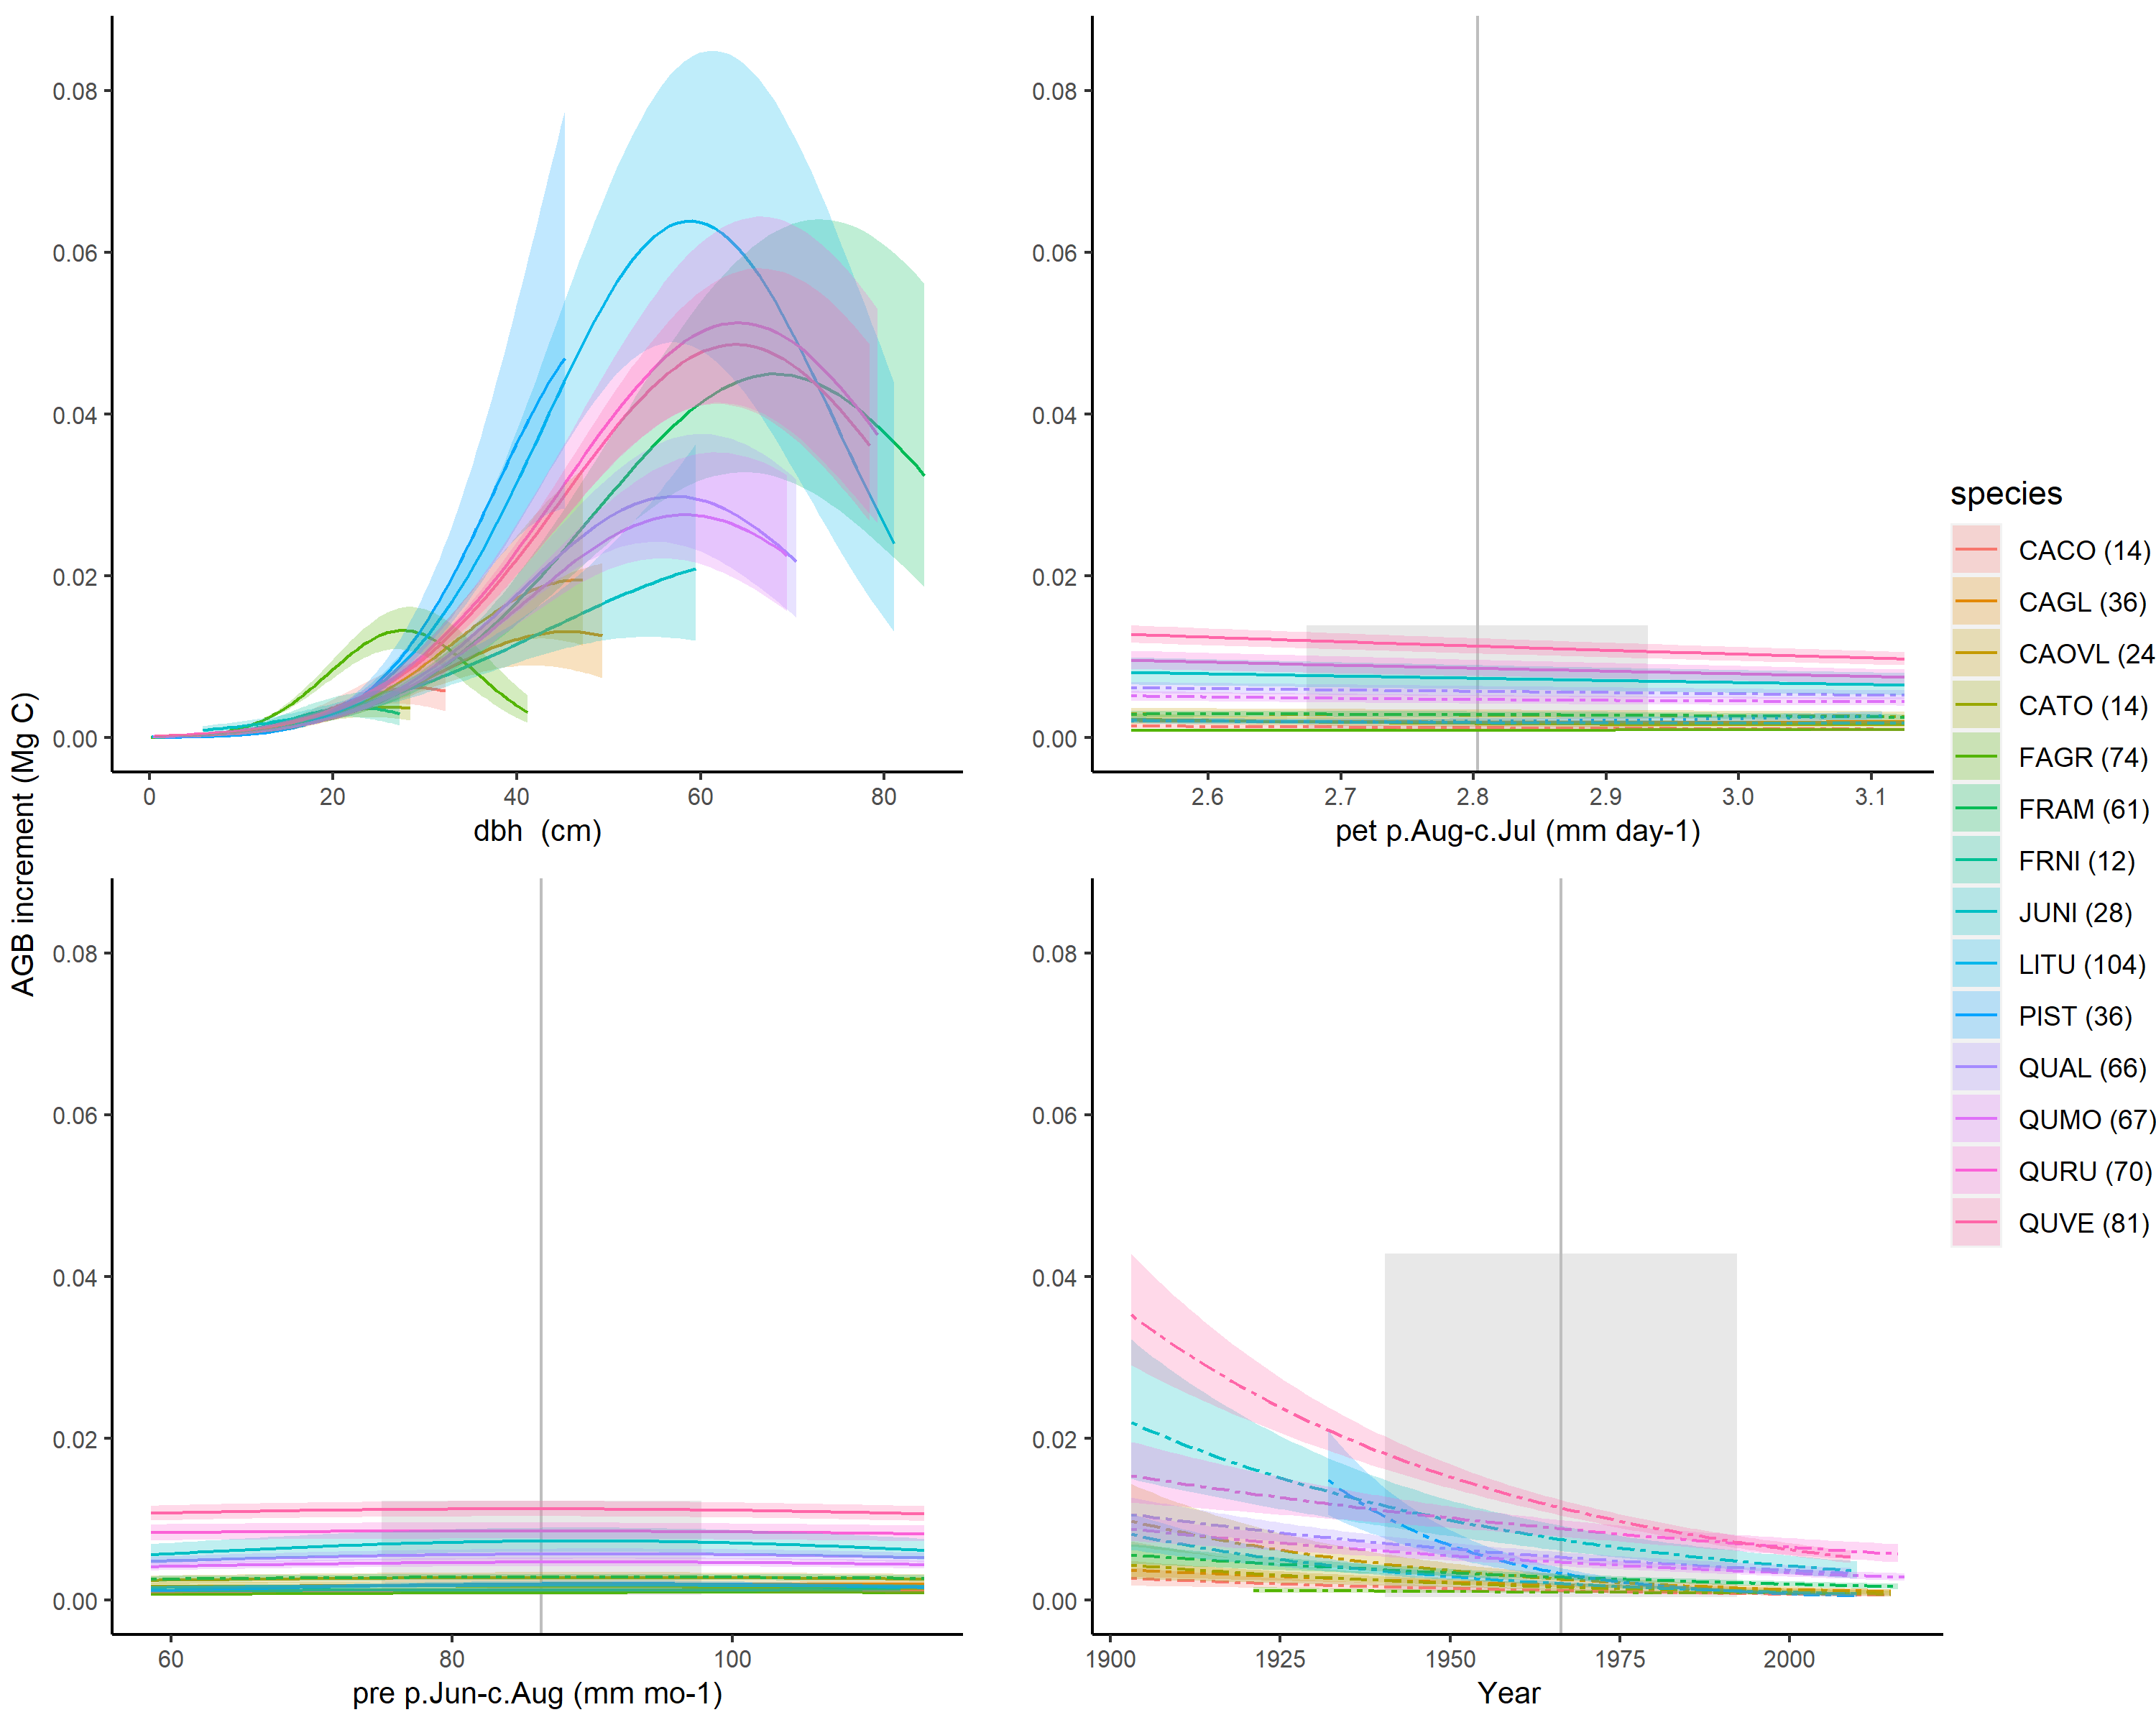 AGB increment (Mg C)
0.08
0.06
0.04
0.02
0.00
0 20 40 60 80
dbh (cm)
0.08
0.06
0.04
0.02
0.00
2.6 2.7 2.8 2.9 3.0 3.1
pet p.Aug-c.Jul (mm day-1)
0.08
0.06
0.04
0.02
0.00
60 80 100
pre p.Jun-c.Aug (mm mo-1)
0.08
0.06
0.04
0.02
0.00
1900 1925 1950 1975 2000
Year
species
CACO (14)
CAGL (36)
CAOVL (24
CATO (14)
FAGR (74)
FRAM (61)
FRNI (12)
JUNI (28)
LITU (104)
PIST (36)
QUAL (66)
QUMO (67)
QURU (70)
QUVE (81)